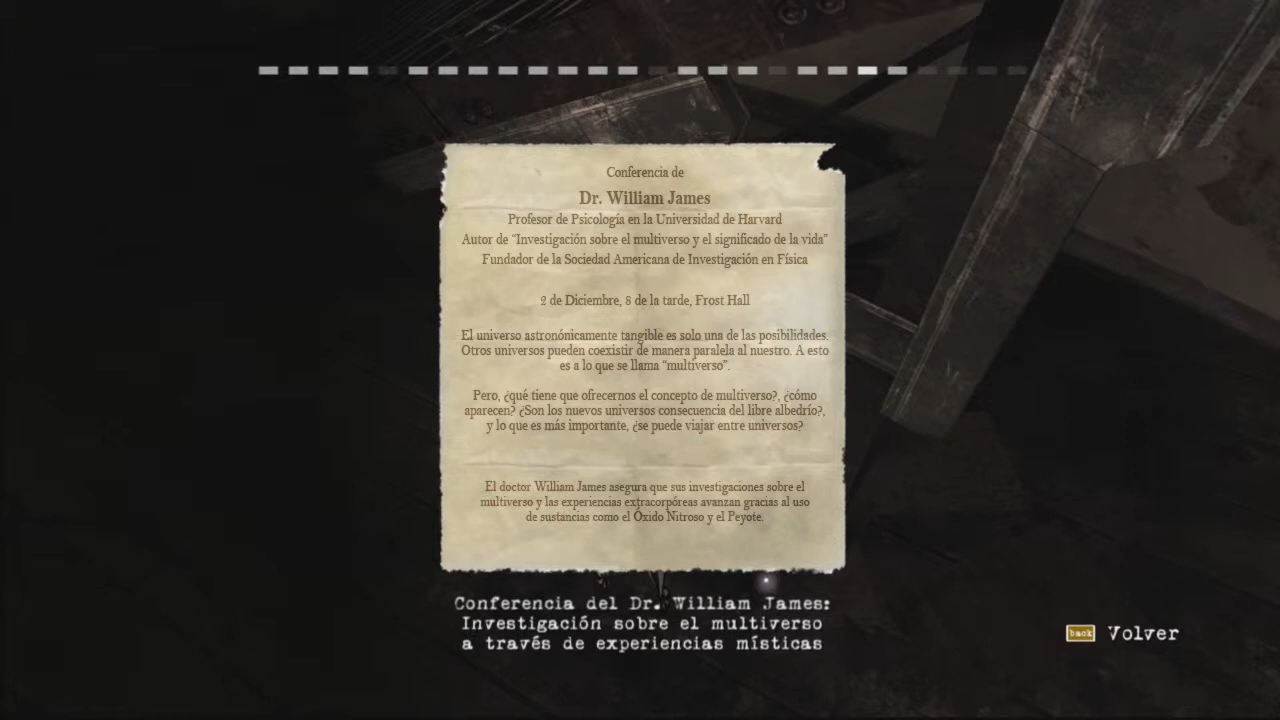 Conferencia de
Dr. William James
Profesor de Psicología en la Universidad de Harvard
Autor de “Investigación sobre el multiverso y el significado de la vida”
Fundador de la Sociedad Americana de Investigación en Física
2 de Diciembre, 8 de la tarde, Frost Hall
El universo astronónicamente tangible es solo una de las posibilidades.
Otros universos pueden coexistir de manera paralela al nuestro. A esto
es a lo que se llama “multiverso”.
Pero, ¿qué tiene que ofrecernos el concepto de multiverso?, ¿cómo
aparecen? ¿Son los nuevos universos consecuencia del libre albedrío?,
y lo que es más importante, ¿se puede viajar entre universos?
El doctor William James asegura que sus investigaciones sobre el
multiverso y las experiencias extracorpóreas avanzan gracias al uso
de sustancias como el Óxido Nitroso y el Peyote.
Conferencia del Dr. William James:
Investigación sobre el multiverso
a través de experiencias místicas
back Volver